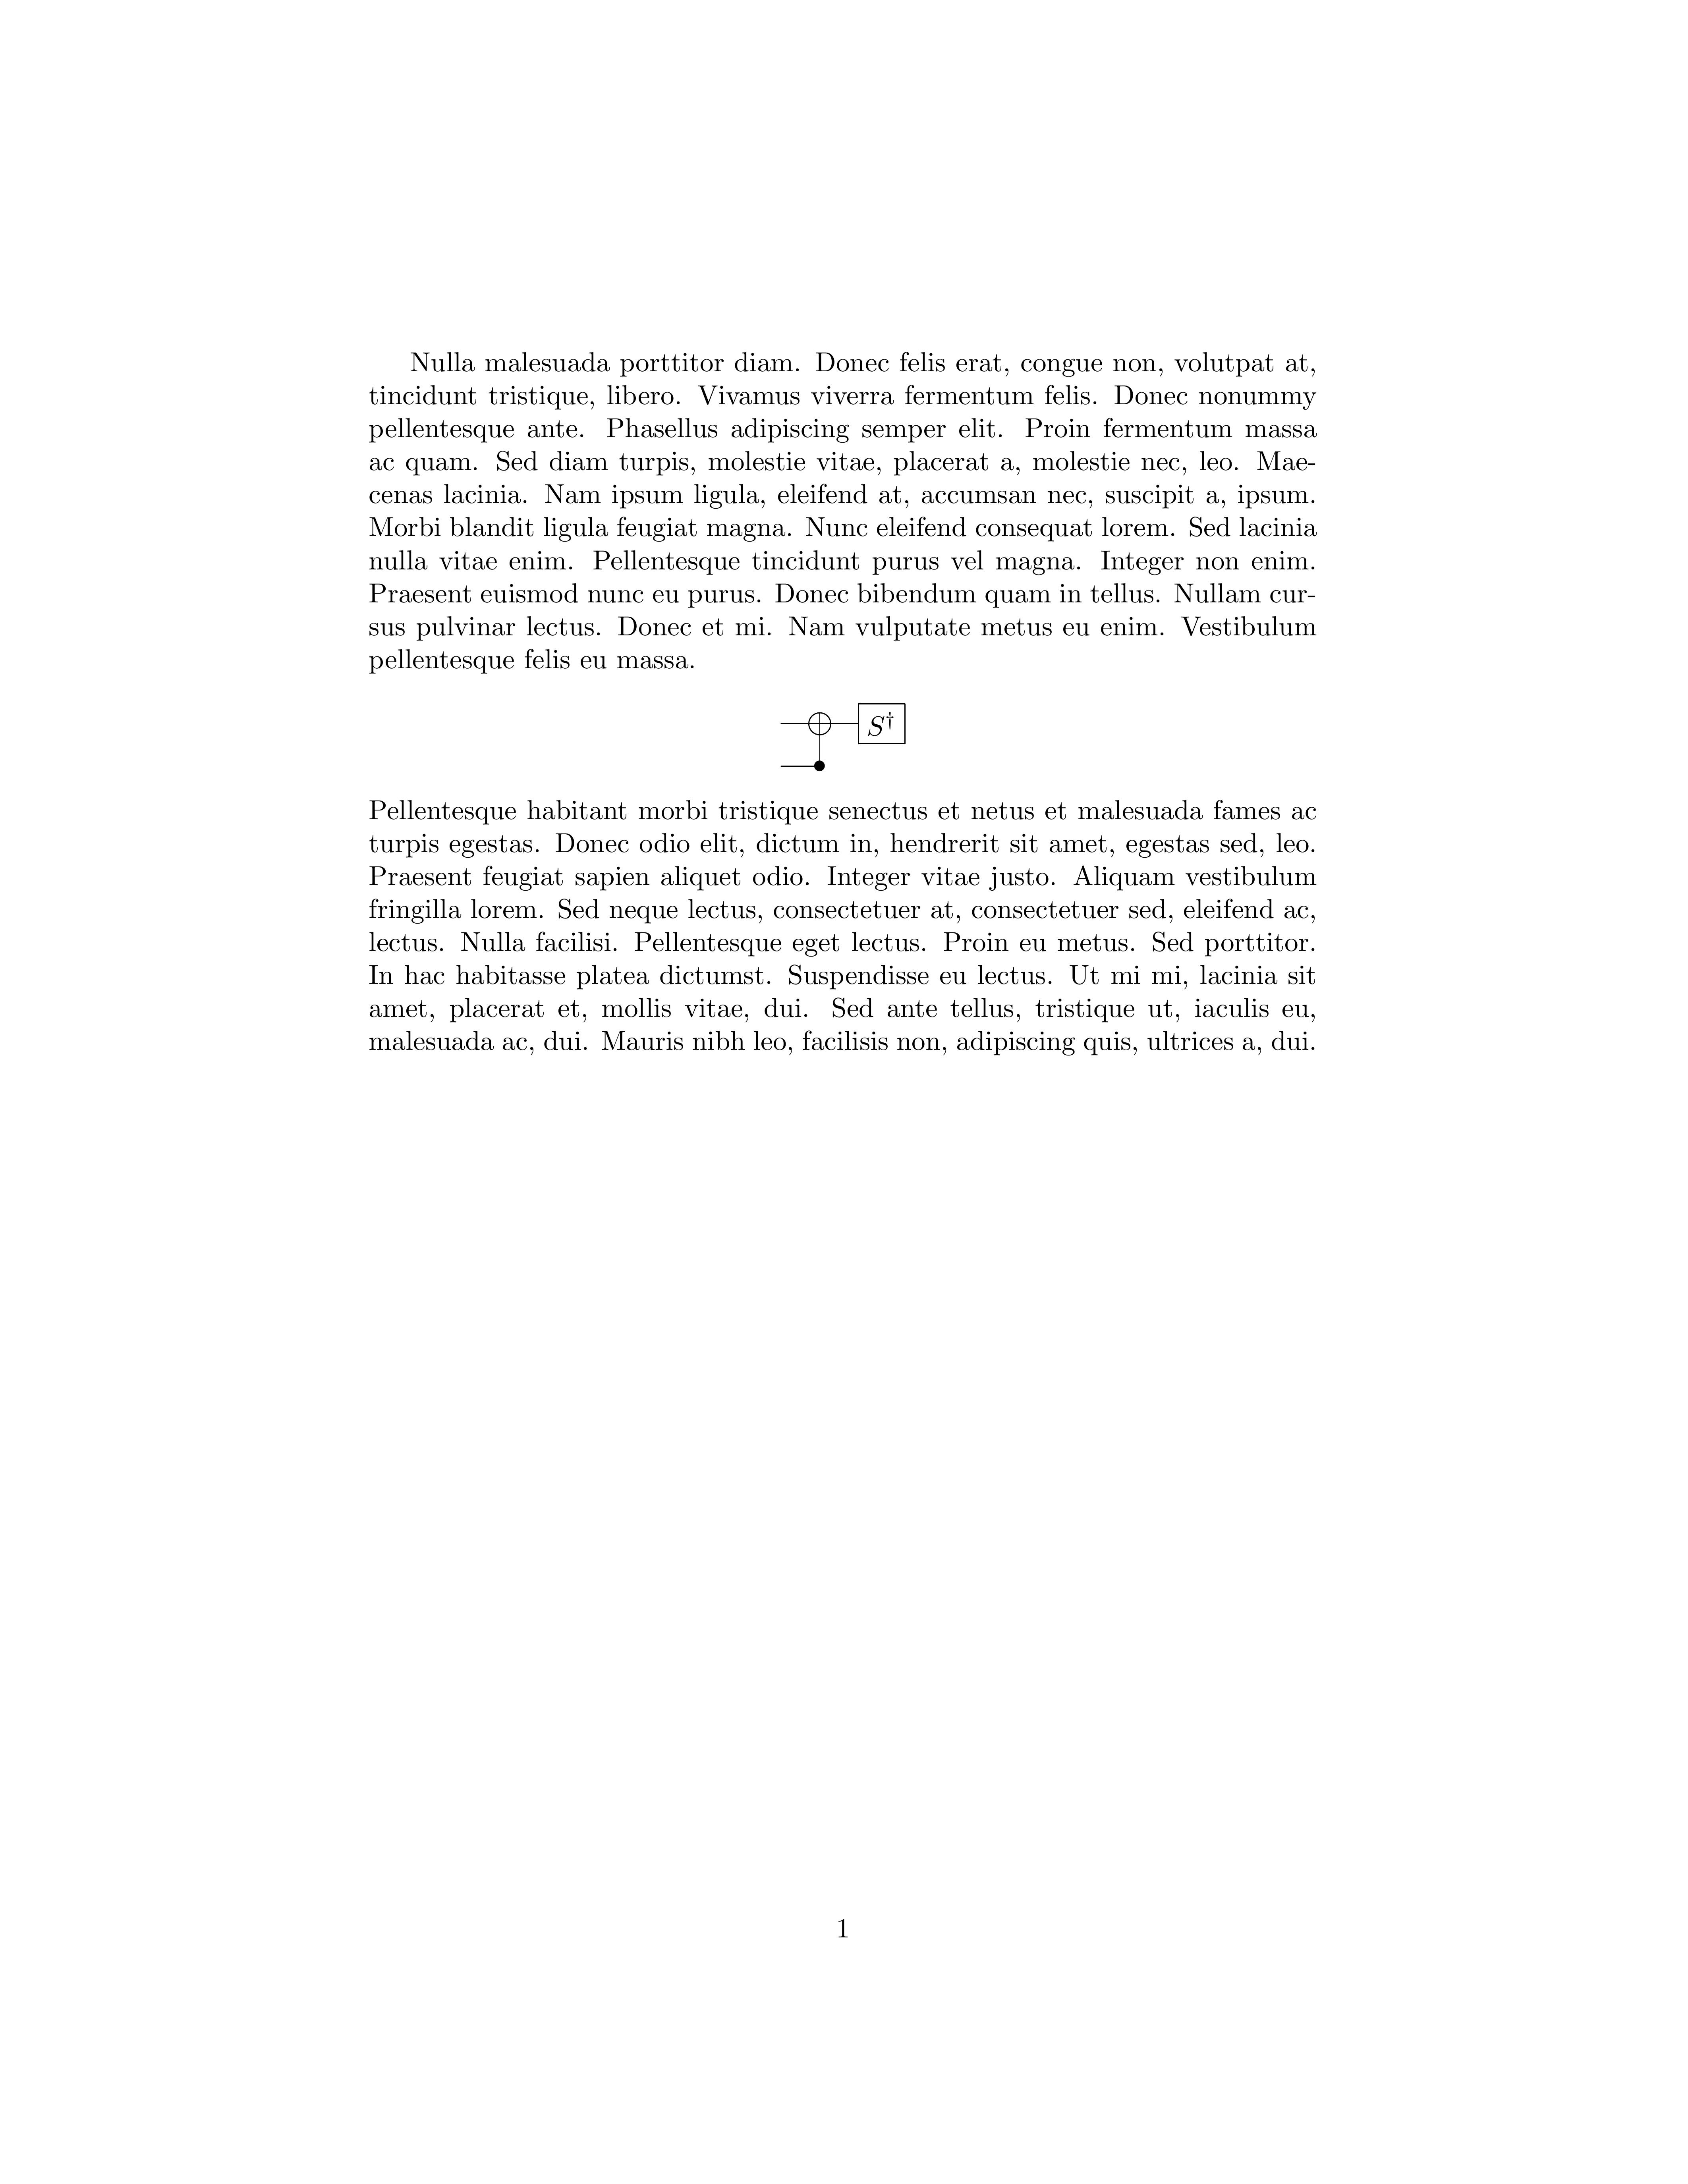 Nulla malesuada porttitor diam. Donec felis erat, congue non, volutpat at,
tincidunt tristique, libero. Vivamus viverra fermentum felis. Donec nonummy
pellentesque ante. Phasellus adipiscing semper elit. Proin fermentum massa
ac quam. Sed diam turpis, molestie vitae, placerat a, molestie nec, leo. Mae-
cenas lacinia. Nam ipsum ligula, eleifend at, accumsan nec, suscipit a, ipsum.
Morbi blandit ligula feugiat magna. Nunc eleifend consequat lorem. Sed lacinia
nulla vitae enim. Pellentesque tincidunt purus vel magna. Integer non enim.
Praesent euismod nunc eu purus. Donec bibendum quam in tellus. Nullam cur-
sus pulvinar lectus. Donec et mi. Nam vulputate metus eu enim. Vestibulum
pellentesque felis eu massa.
S†
Pellentesque habitant morbi tristique senectus et netus et malesuada fames ac
turpis egestas. Donec odio elit, dictum in, hendrerit sit amet, egestas sed, leo.
Praesent feugiat sapien aliquet odio. Integer vitae justo. Aliquam vestibulum
fringilla lorem. Sed neque lectus, consectetuer at, consectetuer sed, eleifend ac,
lectus. Nulla facilisi. Pellentesque eget lectus. Proin eu metus. Sed porttitor.
In hac habitasse platea dictumst. Suspendisse eu lectus. Ut mi mi, lacinia sit
amet, placerat et, mollis vitae, dui. Sed ante tellus, tristique ut, iaculis eu,
malesuada ac, dui. Mauris nibh leo, facilisis non, adipiscing quis, ultrices a, dui.
1